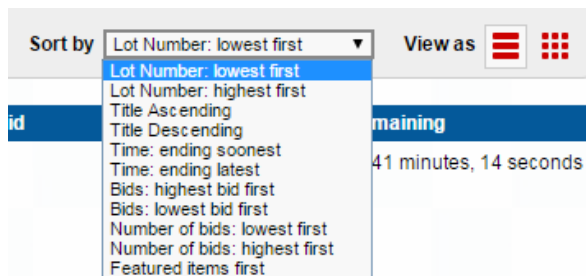 Sort by Lot Number: lowest first View as
Lot Number: lowest first
Lot Number: highest first
Title Ascending
Title Descending
id maining
Time: ending soonest
Time: ending latest
41 minutes, 14 seconds
Bids: highest bid first
Bids: lowest bid first
Number of bids: lowest first
Number of bids: highest first
Featured items first